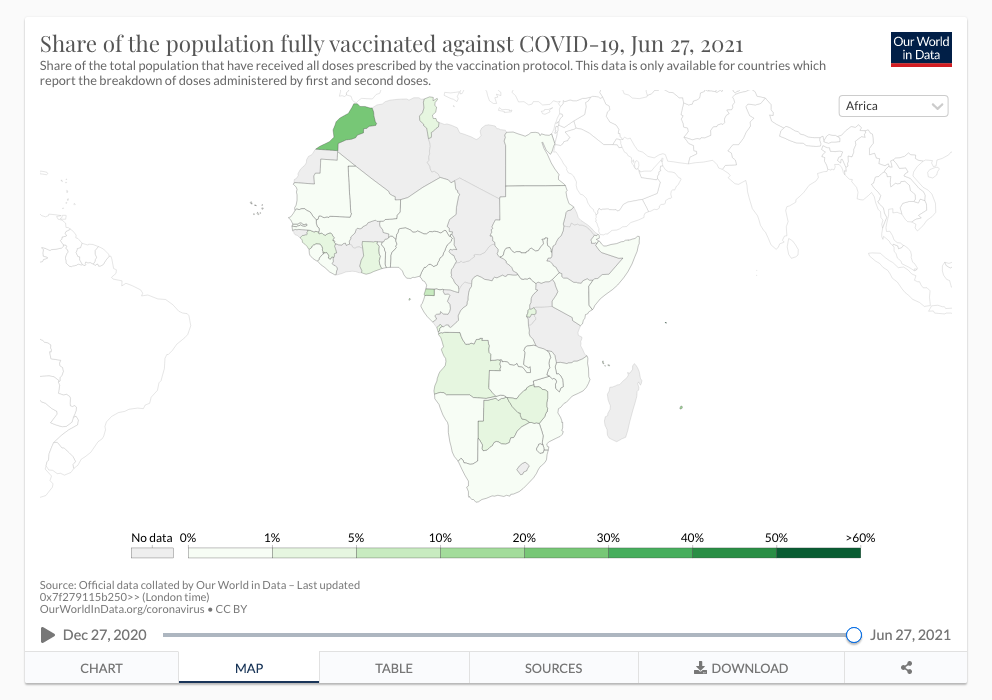 Share of the population fully vaccinated against COVID-19, Jun 27, 2021
Our World
in Data
Share of the total population that have received all doses prescribed by the vaccination protocol. This data is only available for countries which
report the breakdown of doses administered by first and second doses.
Africa
No data 0% 1% 5% 10% 20% 30% 40% 50% >60%
Source: Official data collated by Our World in Data – Last updated
0x7f279115b250>> (London time)
OurWorldInData.org/coronavirus • CC BY
Dec 27, 2020 Jun 27, 2021
CHART MAP TABLE SOURCES DOWNLOAD